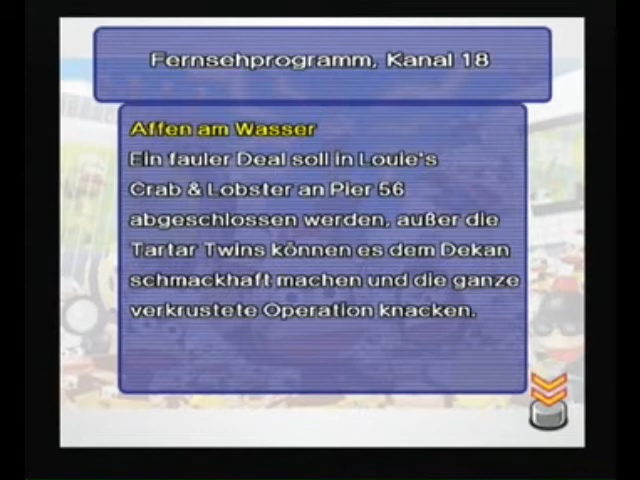 Fernsehprogramm, Kanal 18
Affen am Wasser
Ein fauler Deal soll in Louie's
Crab & Lobster an Pier 56
abgeschlossen werden, außer die
Tartar Twins können es dem Dekan
schmackhaft machen und die ganze
verkrustete Operation knacken.